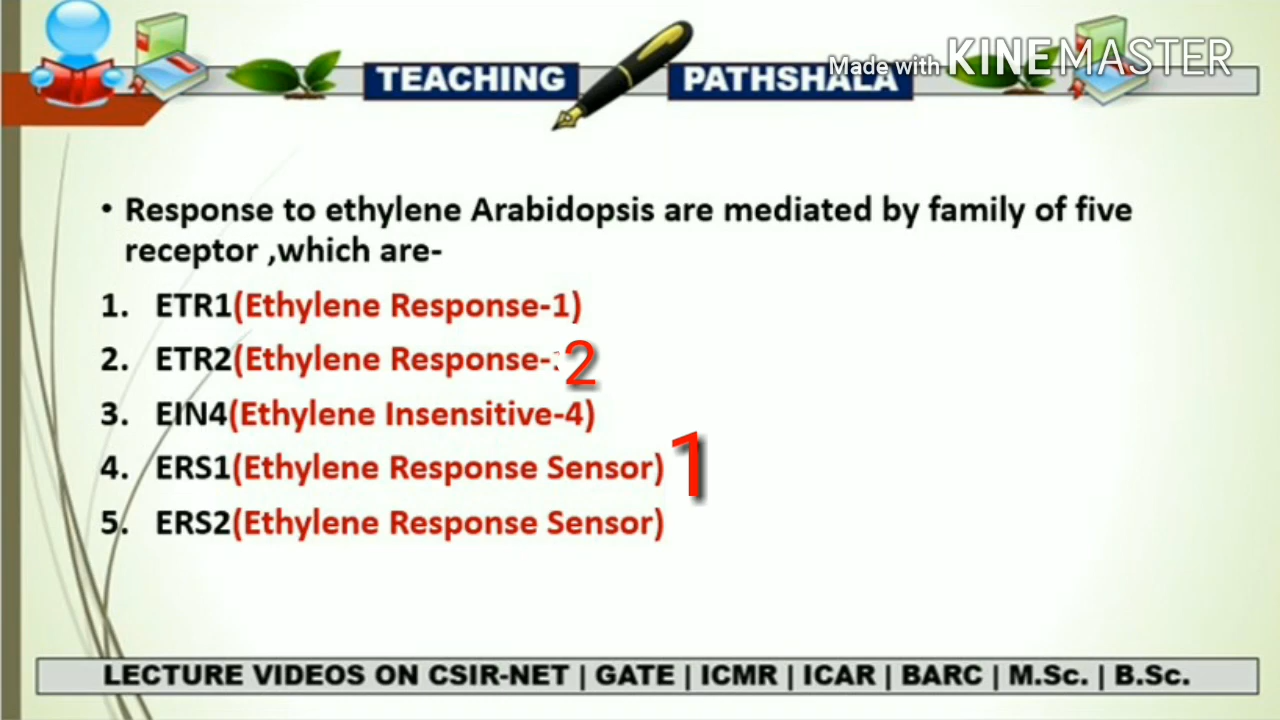 TEACHING PATHSHALA
Made with KINEMASTER
• Response to ethylene Arabidopsis are mediated by family of five
receptor ,which are-
1. ETR1(Ethylene Response-1)
2. ETR2(Ethylene Response-2
3. EIN4(Ethylene Insensitive-4)
4. ERS1(Ethylene Response Sensor) 1
5. ERS2(Ethylene Response Sensor)
LECTURE VIDEOS ON CSIR-NET | GATE | ICMR | ICAR | BARC | M.Sc. | B.Sc.